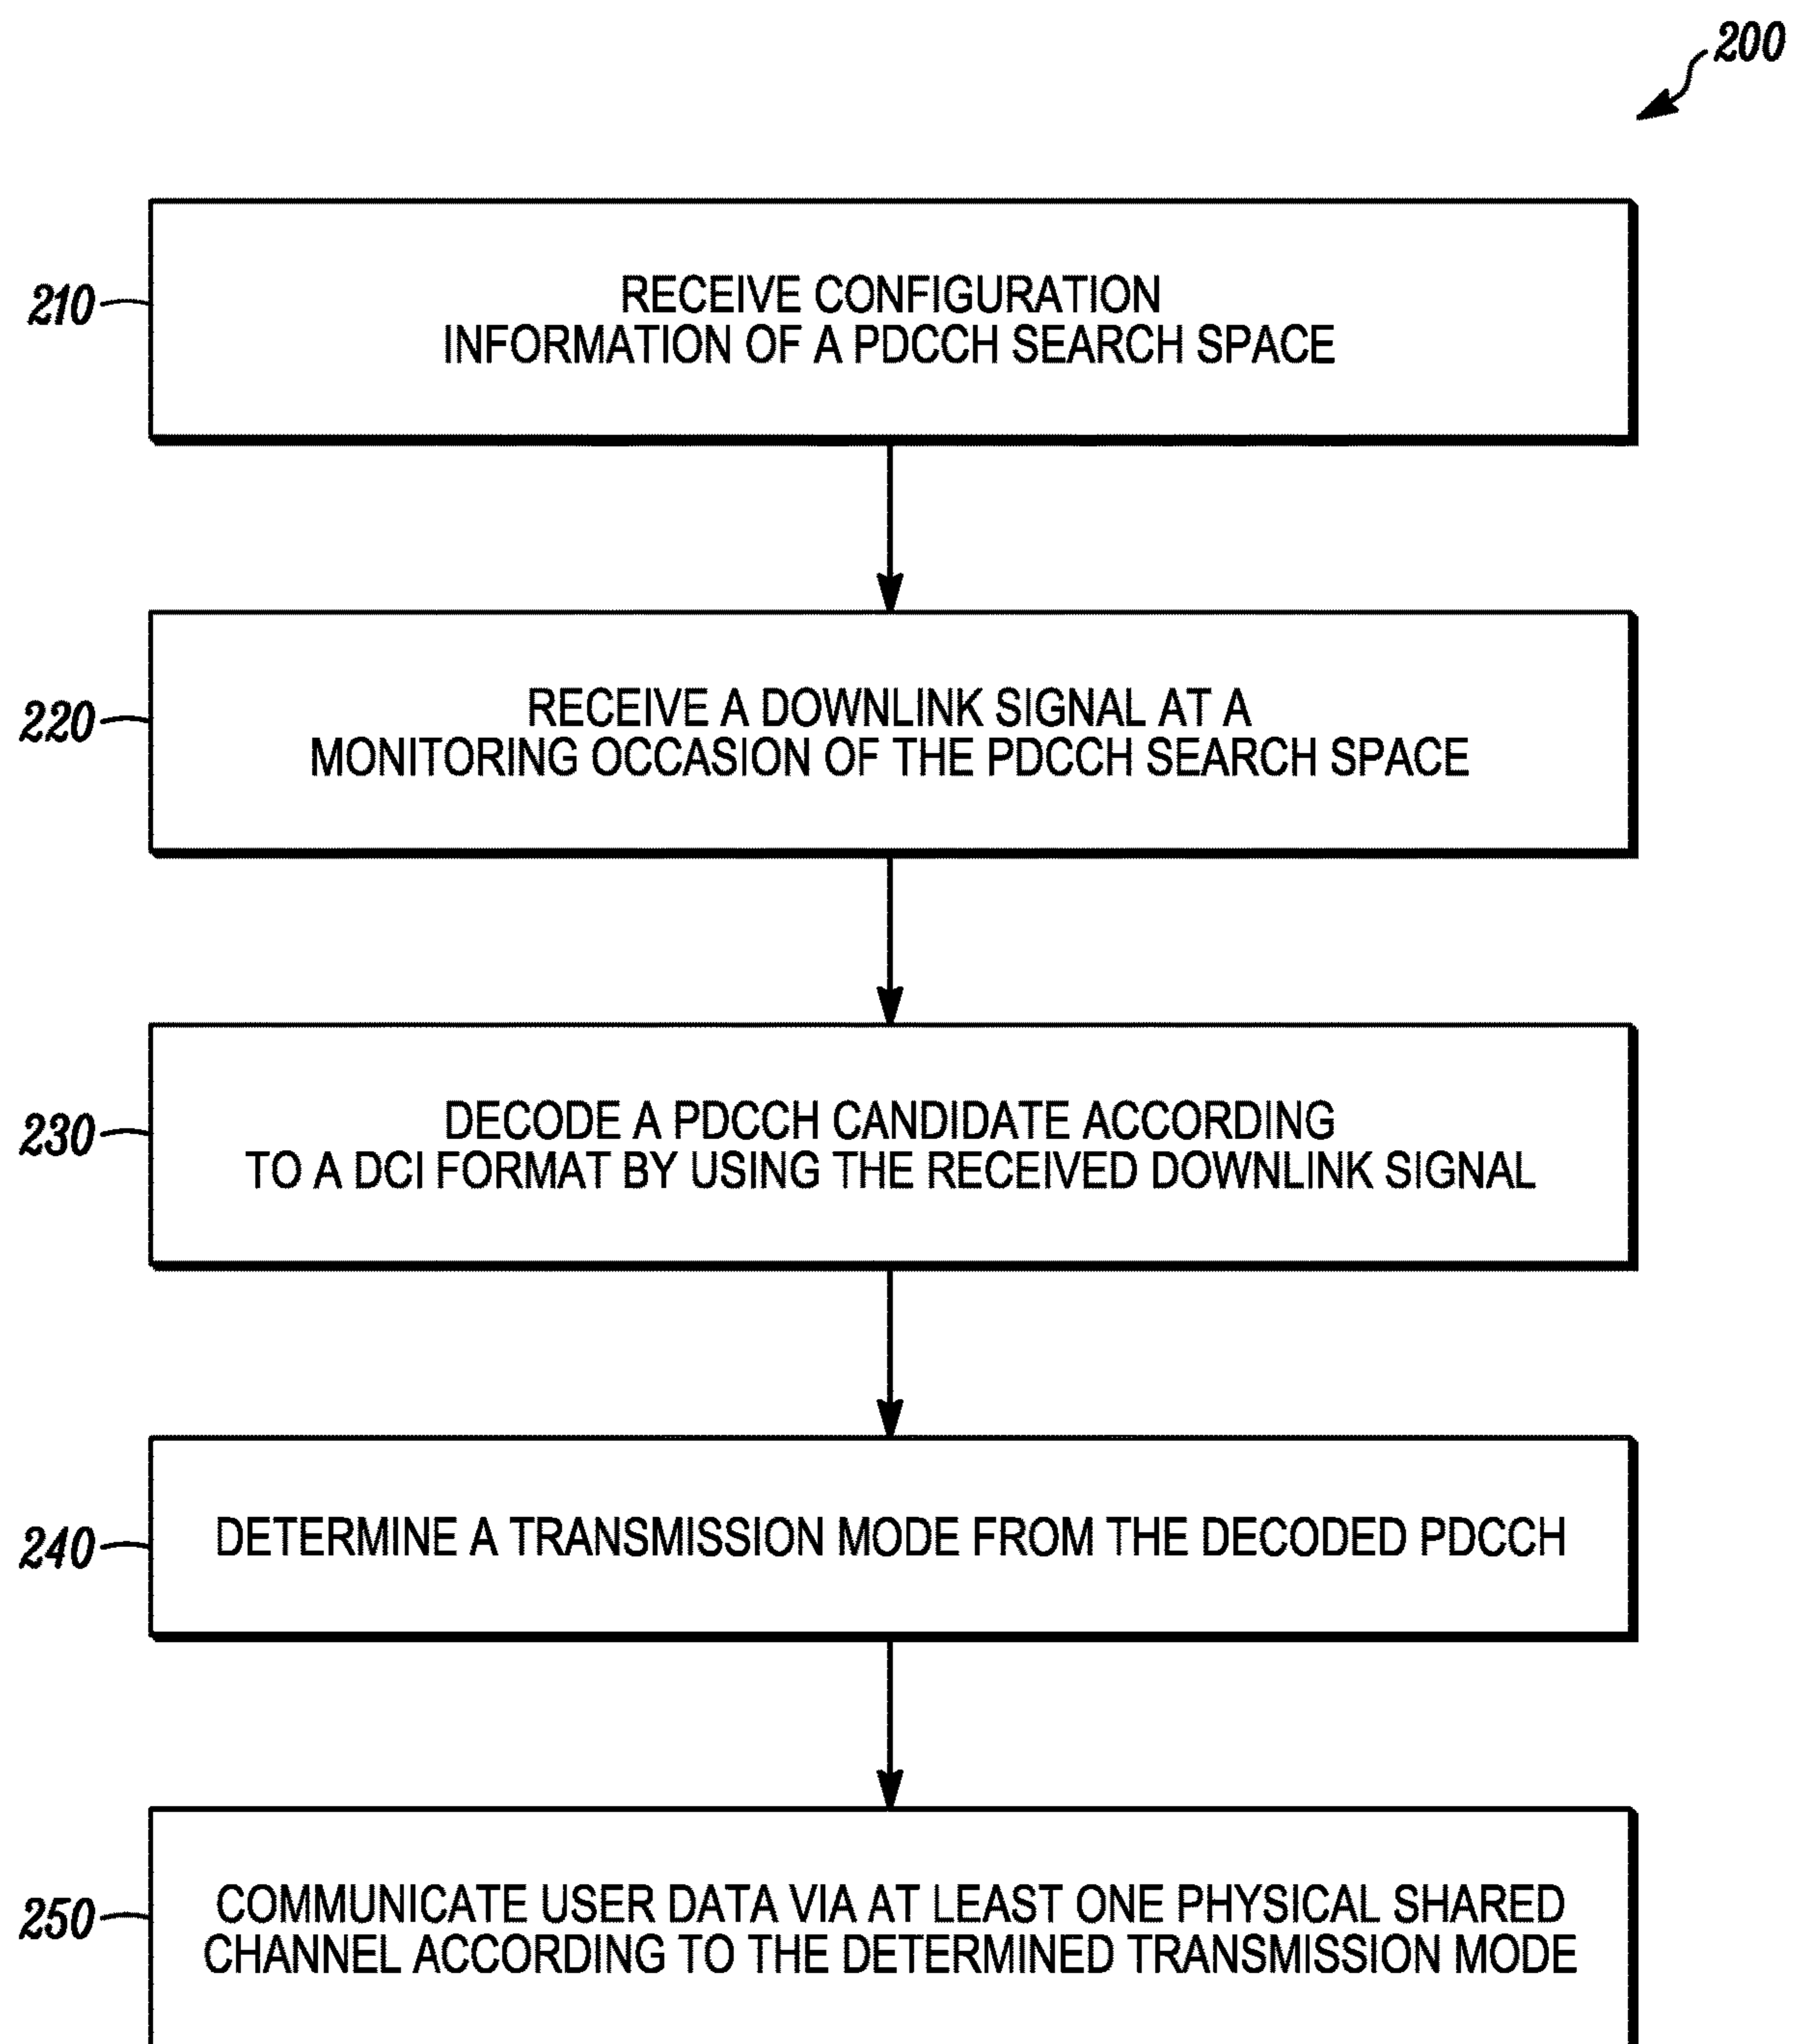 200
210
RECEIVE CONFIGURATION
INFORMATION OF A PDCCH SEARCH SPACE
220
RECEIVE A DOWNLINK SIGNAL AT A
MONITORING OCCASION OF THE PDCCH SEARCH SPACE
230
DECODE A PDCCH CANDIDATE ACCORDING
TO A DCI FORMAT BY USING THE RECEIVED DOWNLINK SIGNAL
240
DETERMINE A TRANSMISSION MODE FROM THE DECODED PDCCH
250
COMMUNICATE USER DATA VIA AT LEAST ONE PHYSICAL SHARED
CHANNEL ACCORDING TO THE DETERMINED TRANSMISSION MODE